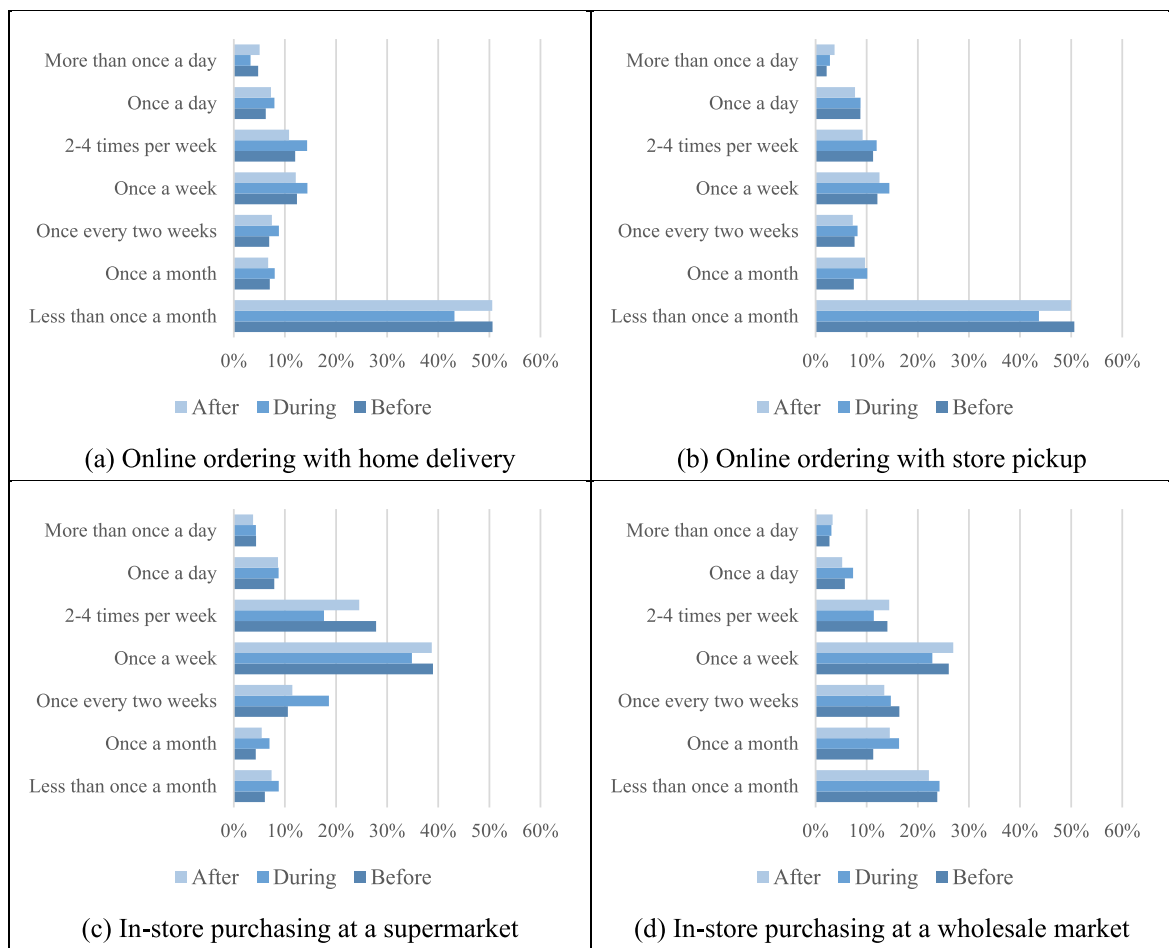 More than once a day
Once a day
2-4 times per week
Once a week
Once every two weeks
Once a month
Less than once a month
0% 10% 20% 30% 40% 50% 60%
After During Before
(a) Online ordering with home delivery
More than once a day
Once a day
2-4 times per week
Once a week
Once every two weeks
Once a month
Less than once a month
0% 10% 20% 30% 40% 50% 60%
After During Before
(b) Online ordering with store pickup
More than once a day
Once a day
2-4 times per week
Once a week
Once every two weeks
Once a month
Less than once a month
0% 10% 20% 30% 40% 50% 60%
After During Before
(c) In-store purchasing at a supermarket
More than once a day
Once a day
2-4 times per week
Once a week
Once every two weeks
Once a month
Less than once a month
0% 10% 20% 30% 40% 50% 60%
After During Before
(d) In-store purchasing at a wholesale market